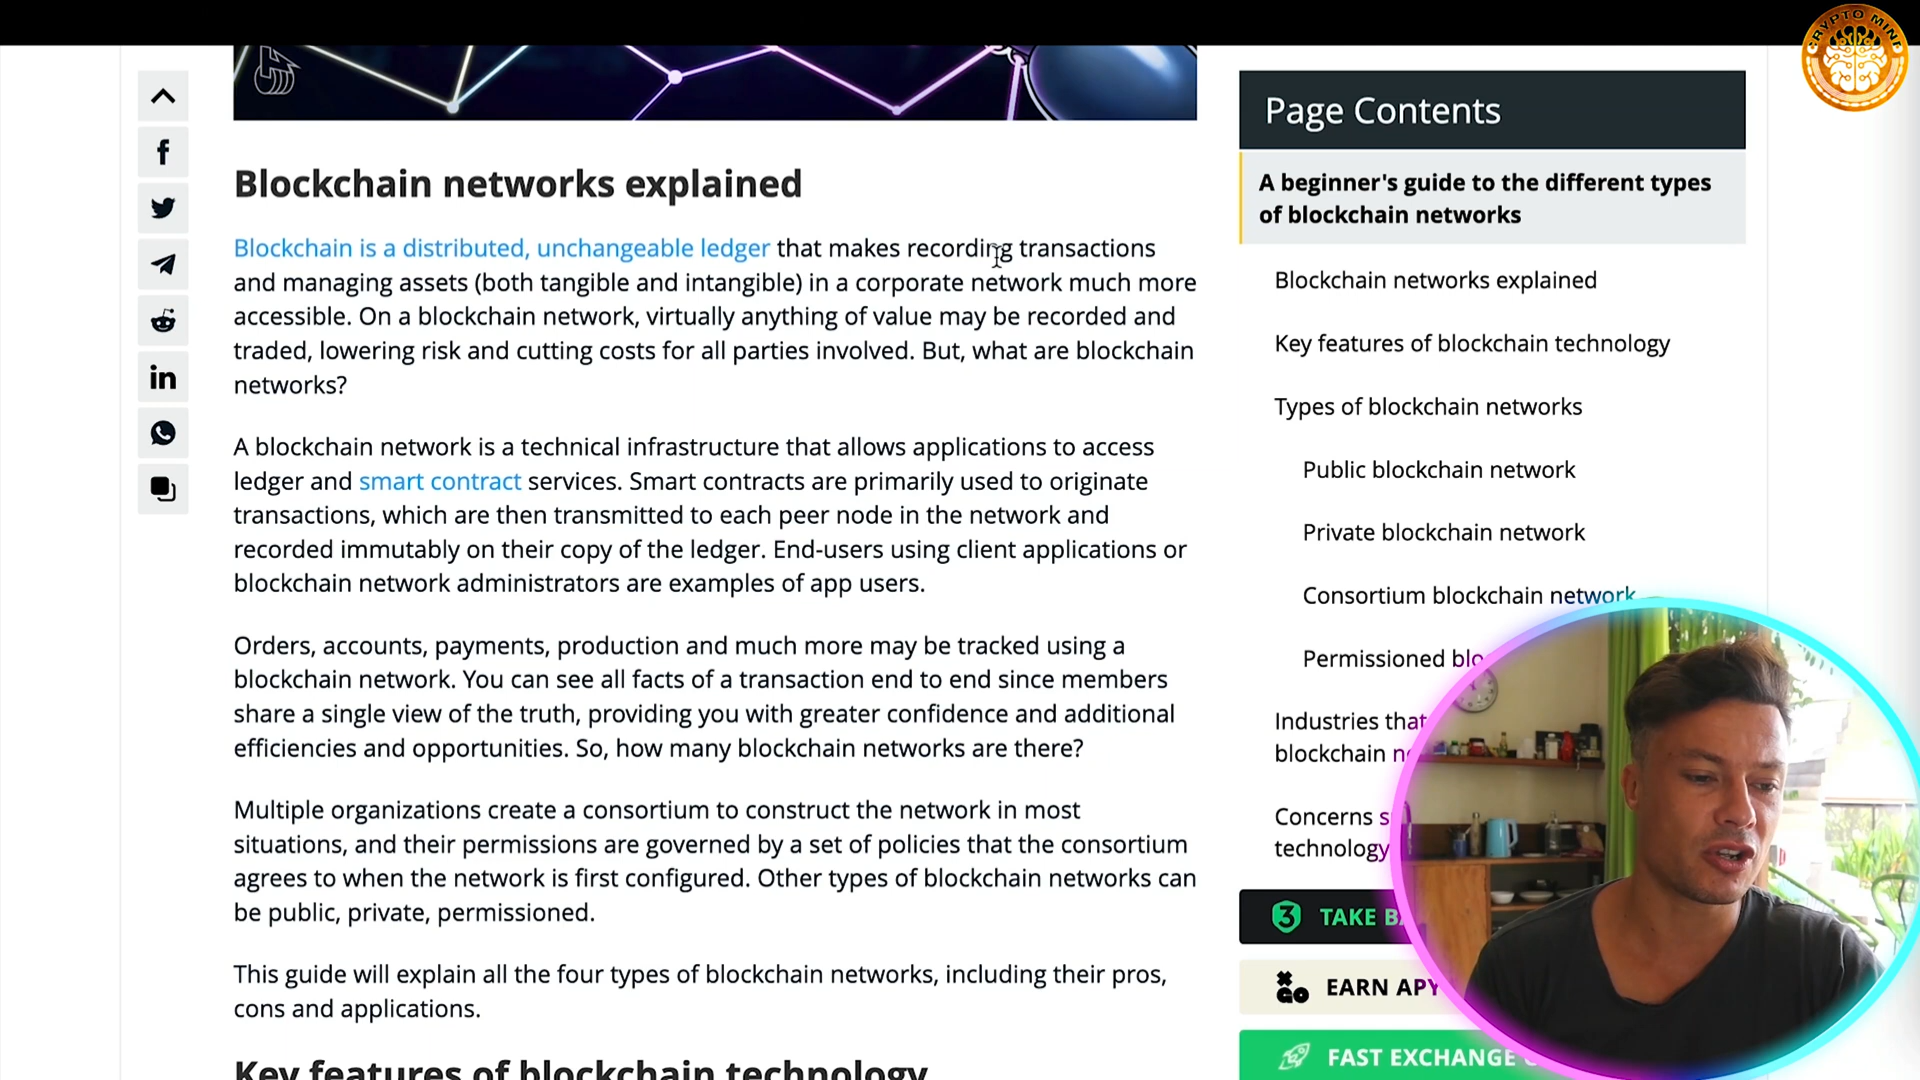 CRYPTO MIND
Blockchain networks explained
Blockchain is a distributed, unchangeable ledger that makes recording transactions
and managing assets (both tangible and intangible) in a corporate network much more
accessible. On a blockchain network, virtually anything of value may be recorded and
traded, lowering risk and cutting costs for all parties involved. But, what are blockchain
networks?
A blockchain network is a technical infrastructure that allows applications to access
ledger and smart contract services. Smart contracts are primarily used to originate
transactions, which are then transmitted to each peer node in the network and
recorded immutably on their copy of the ledger. End-users using client applications or
blockchain network administrators are examples of app users.
Orders, accounts, payments, production and much more may be tracked using a
blockchain network. You can see all facts of a transaction end to end since members
share a single view of the truth, providing you with greater confidence and additional
efficiencies and opportunities. So, how many blockchain networks are there?
Multiple organizations create a consortium to construct the network in most
situations, and their permissions are governed by a set of policies that the consortium
agrees to when the network is first configured. Other types of blockchain networks can
be public, private, permissioned.
This guide will explain all the four types of blockchain networks, including their pros,
cons and applications.
Key features of blockchain technology
Page Contents
A beginner's guide to the different types
of blockchain networks
Blockchain networks explained
Key features of blockchain technology
Types of blockchain networks
Public blockchain network
Private blockchain network
Consortium blockchain network
Permissioned
Industries that
blockchain
Concerns
technology
3 TAKE
EARN APY
FAST EXCHANGE